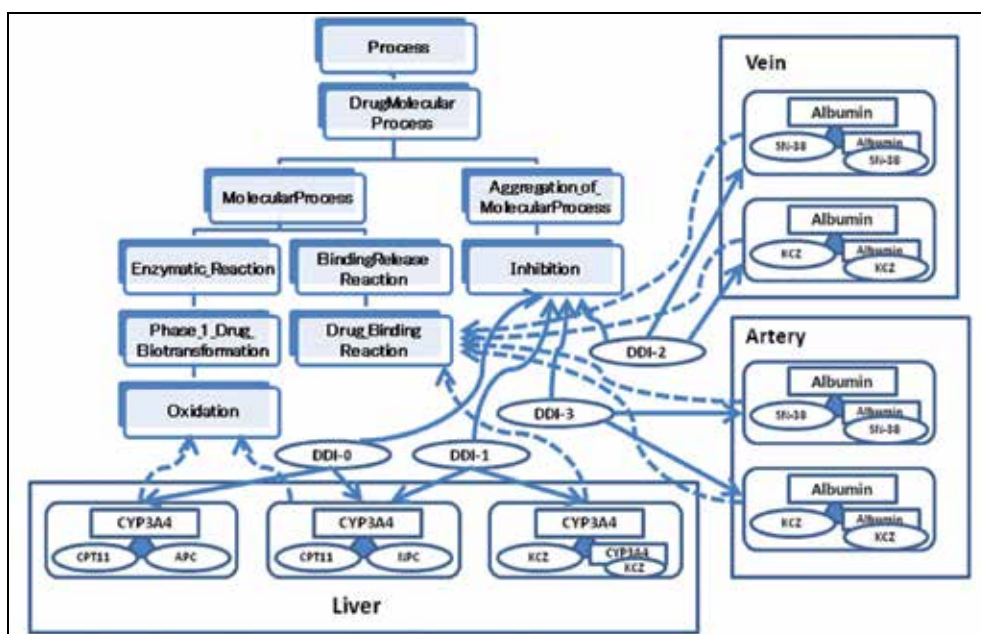 Process
DrugMolecular
Process
MolecularProcess
Aggregation_of_
MolecularProcess
Enzymatic_Reaction
BindingRelease
Reaction
Inhibition
Phase_1_Drug_
Biotransformation
Drug_Binding
Reaction
Oxidation
DDI-0
DDI-1
DDI-2
DDI-3
Vein
Albumin
SN-38
Albumin
SN-38
Albumin
KCZ
Albumin
KCZ
Artery
Albumin
SN-38
Albumin
SN-38
Albumin
KCZ
Albumin
KCZ
CYP3A4
CPT11
APC
CYP3A4
CPT11
NPC
CYP3A4
KCZ
CYP3A4
KCZ
Liver